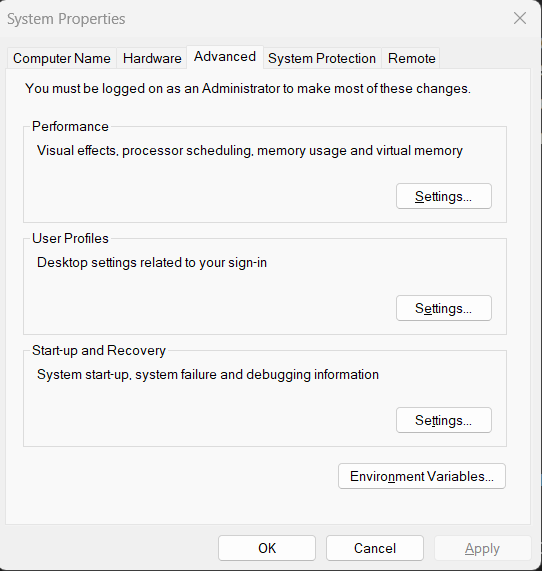 System Properties
Computer Name Hardware Advanced System Protection Remote
You must be logged on as an Administrator to make most of these changes.
Performance
Visual effects, processor scheduling, memory usage and virtual memory
Settings...
User Profiles
Desktop settings related to your sign-in
Settings...
Start-up and Recovery
System start-up, system failure and debugging information
Settings...
Environment Variables...
OK Cancel Apply